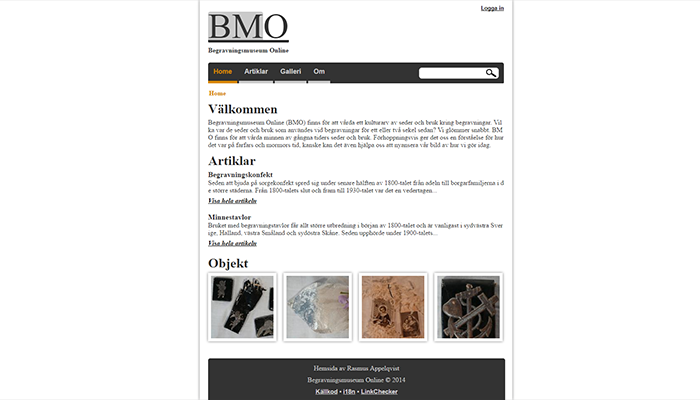 Logga in
BMO
Begravningsmuseum Online
Home Artiklar Galleri Om
Home
Välkommen
Begravningsmuseum Online (BMO) finns för att vårda ett kulturarv av seder och bruk kring begravningar. Vil
ka var de seder och bruk som användes vid begravningar för ett eller två sekel sedan? Vi glömmer snabbt. BM
O finns för att vårda minnen av gångna tiders seder och bruk. Förhoppningsvis ger det oss en förståelse för hu
det var på farfars och mormors tid, kanske kan det även hjälpa oss att nyansera vår bild av hur vi gör idag.
Artiklar
Begravningskonfekt
Seden att bjuda på sorgekonfekt spred sig under senare hälften av 1800-talet från adeln till borgarfamiljerna i d
e större städerna. Från 1800-talets slut och fram till 1930-talet var det en vedertagen...
Visa hela artikeln
Minnestavlor
Bruket med begravningstavlor får allt större utbredning i början av 1800-talet och är vanligast i sydvästra Sver
ige, Halland, västra Småland och sydöstra Skåne. Seden upphörde under 1900-talets...
Visa hela artikeln
Objekt
Hemsida av Rasmus Appelqvist
Begravningsmuseum Online © 2014
Källkod • i18n • LinkChecker